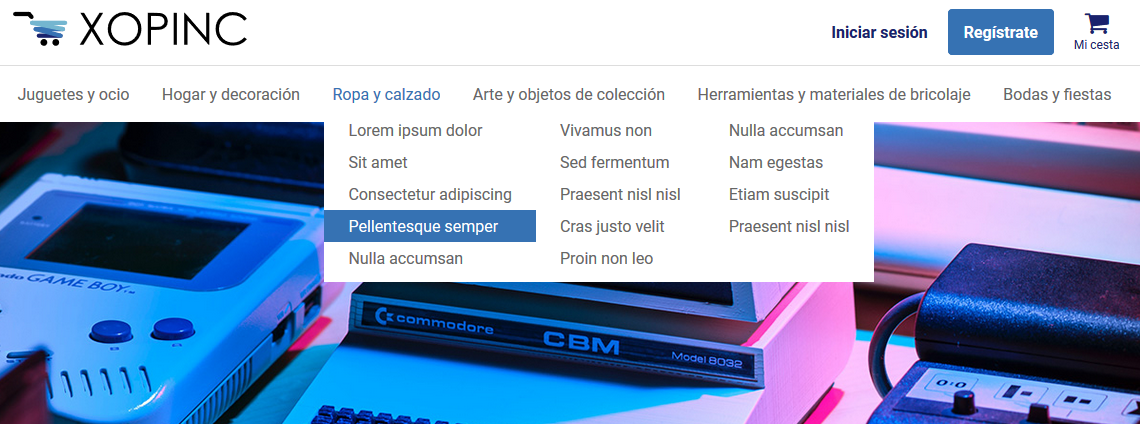 XOPINC
Iniciar sesión
Regístrate
Mi cesta
Juguetes y ocio
Hogar y decoración
Ropa y calzado
Arte y objetos de colección
Herramientas y materiales de bricolaje
Bodas y fiestas
Lorem ipsum dolor
Sit amet
Consectetur adipiscing
Pellentesque semper
Nulla accumsan
Vivamus non
Sed fermentum
Praesent nisl nisl
Cras justo velit
Proin non leo
Nulla accumsan
Nam egestas
Etiam suscipit
Praesent nisl nisl
GAME BOY
commodore
CBM
Model 8032